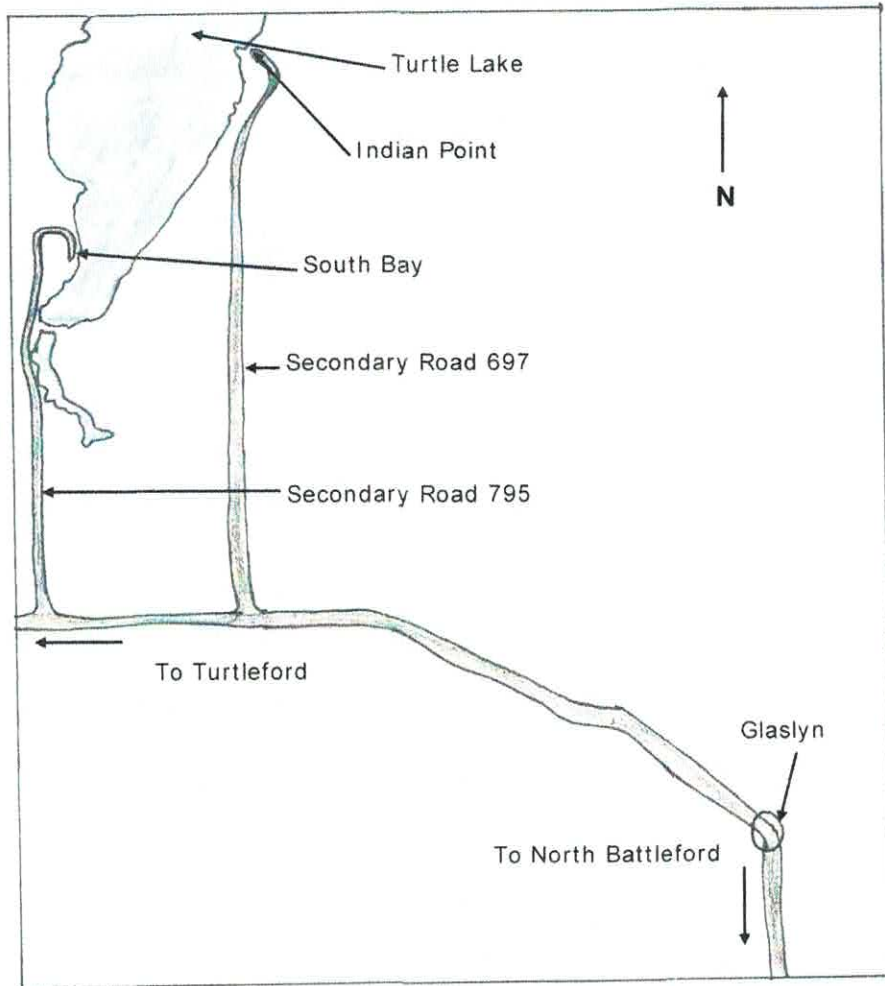 Turtle Lake
Indian Point
N
South Bay
Secondary Road 697
Secondary Road 795
To Turtleford
Glaslyn
To North Battleford